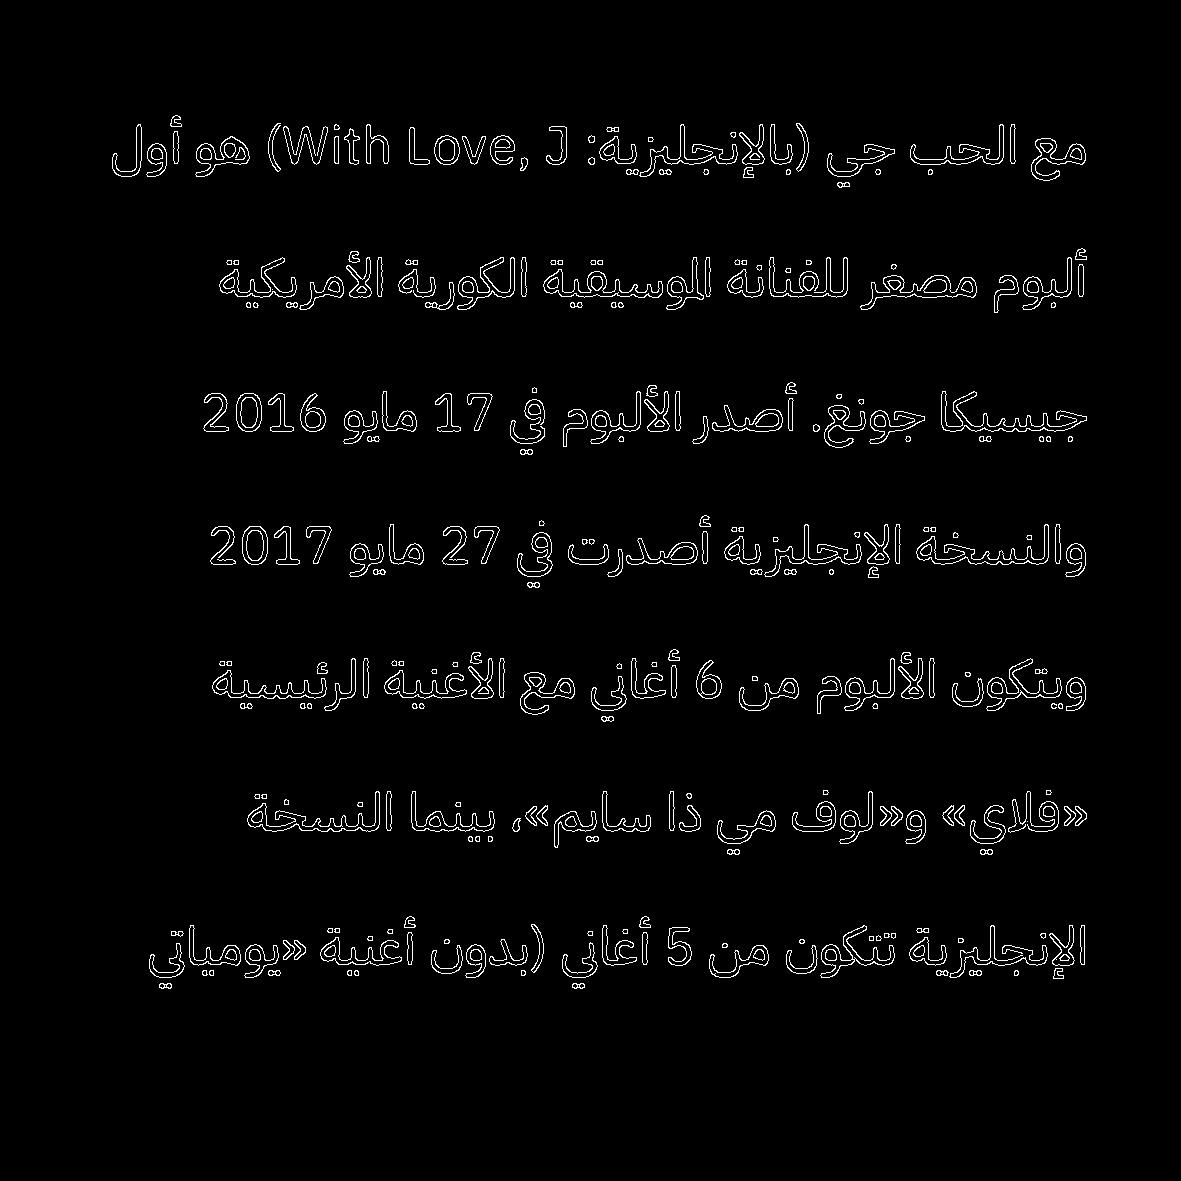 مع الحب جي (بالإنجليزية: With Love, J) هو أول
ألبوم مصغر للفنانة الموسيقية الكورية الأمريكية
جيسيكا جونغ. أصدر الألبوم في 17 مايو 2016
والنسخة الإنجليزية أصدرت في 27 مايو 2017
ويتكون الألبوم من 6 أغاني مع الأغنية الرئيسية
«فلاي» و«لوف مي ذا سايم»، بينما النسخة
الإنجليزية تتكون من 5 أغاني (بدون أغنية «يومياتي